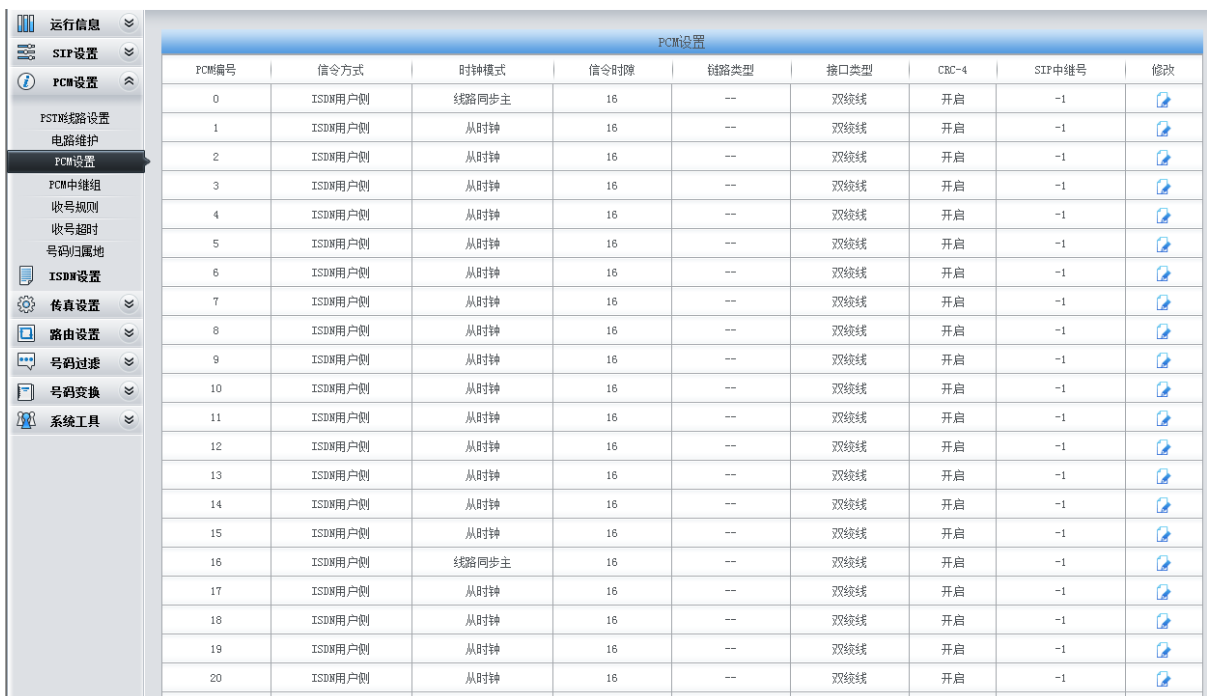 运行信息
SIP设置
PCM设置
PSTN线路设置
电路维护
PCM设置
PCM中继组
收号规则
收号超时
号码归属地
ISDN设置
传真设置
路由设置
号码过滤
号码变换
系统工具
PCM设置
PCM编号 信令方式 时钟模式 信令时隙 链路类型 接口类型 CRC-4 SIP中继号 修改
0 ISDN用户侧 线路同步主 16 -- 双绞线 开启 -1
1 ISDN用户侧 从时钟 16 -- 双绞线 开启 -1
2 ISDN用户侧 从时钟 16 -- 双绞线 开启 -1
3 ISDN用户侧 从时钟 16 -- 双绞线 开启 -1
4 ISDN用户侧 从时钟 16 -- 双绞线 开启 -1
5 ISDN用户侧 从时钟 16 -- 双绞线 开启 -1
6 ISDN用户侧 从时钟 16 -- 双绞线 开启 -1
7 ISDN用户侧 从时钟 16 -- 双绞线 开启 -1
8 ISDN用户侧 从时钟 16 -- 双绞线 开启 -1
9 ISDN用户侧 从时钟 16 -- 双绞线 开启 -1
10 ISDN用户侧 从时钟 16 -- 双绞线 开启 -1
11 ISDN用户侧 从时钟 16 -- 双绞线 开启 -1
12 ISDN用户侧 从时钟 16 -- 双绞线 开启 -1
13 ISDN用户侧 从时钟 16 -- 双绞线 开启 -1
14 ISDN用户侧 从时钟 16 -- 双绞线 开启 -1
15 ISDN用户侧 从时钟 16 -- 双绞线 开启 -1
16 ISDN用户侧 线路同步主 16 -- 双绞线 开启 -1
17 ISDN用户侧 从时钟 16 -- 双绞线 开启 -1
18 ISDN用户侧 从时钟 16 -- 双绞线 开启 -1
19 ISDN用户侧 从时钟 16 -- 双绞线 开启 -1
20 ISDN用户侧 从时钟 16 -- 双绞线 开启 -1